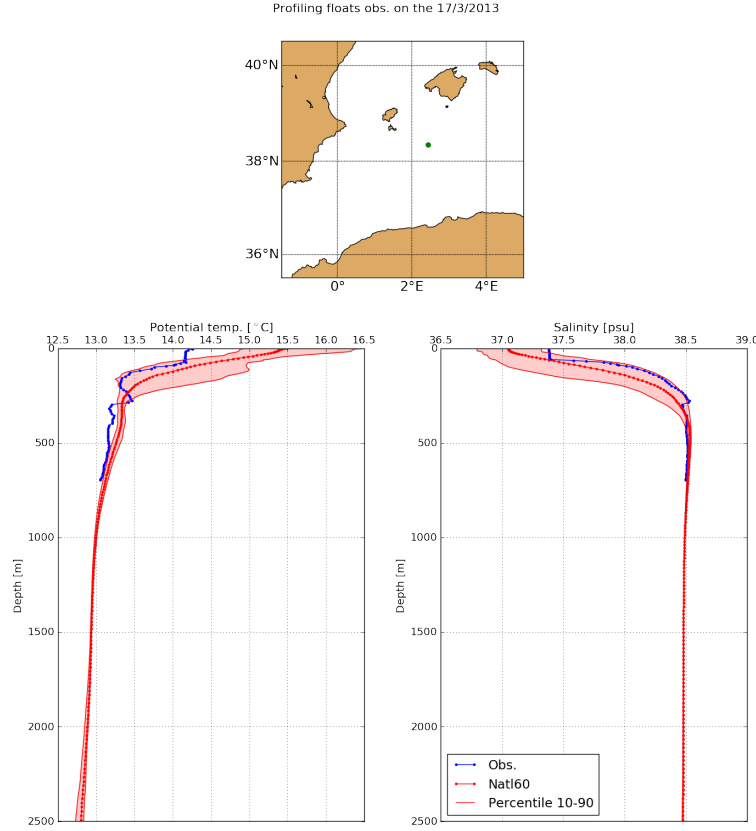 Profiling floats obs. on the 17/3/2013
40°N
38°N
36°N
0°
2°E
4°E
Potential temp. [°C]
12.5 13.0 13.5 14.0 14.5 15.0 15.5 16.0 16.5
0
500
1000
1500
2000
2500
Depth [m]
Salinity [psu]
36.5 37.0 37.5 38.0 38.5 39.0
0
500
1000
1500
2000
2500
Depth [m]
Obs.
Natl60
Percentile 10-90